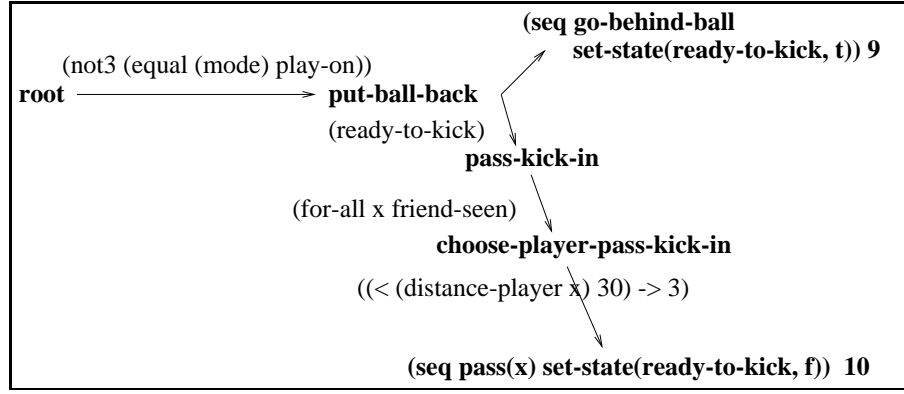 (seq go-behind-ball
set-state(ready-to-kick, t)) 9
(not3 (equal (mode) play-on))
root
put-ball-back
(ready-to-kick)
pass-kick-in
(for-all x friend-seen)
choose-player-pass-kick-in
((< (distance-player x) 30) -> 3)
(seq pass(x) set-state(ready-to-kick, f)) 10